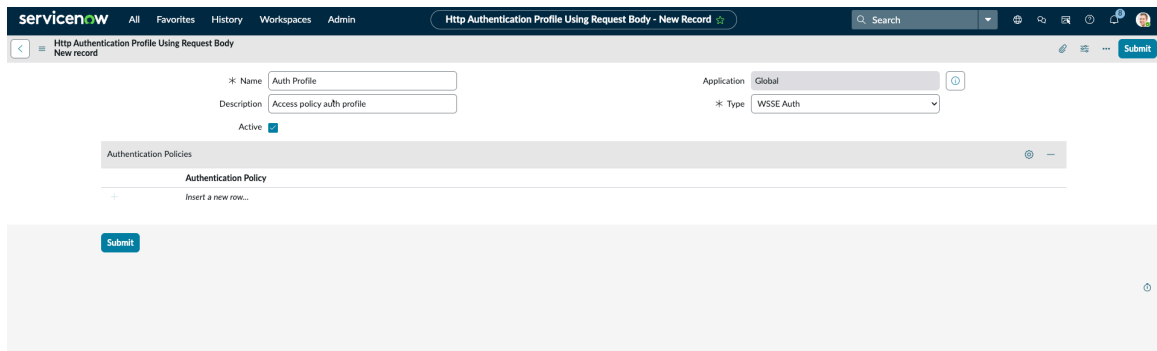 servicenow All Favorites History Workspaces Admin Http Authentication Profile Using Request Body - New Record Search
Http Authentication Profile Using Request Body
New record
Submit
Name Auth Profile Application Global
Description Access policy auth profile Type WSSE Auth
Active
Authentication Policies
Authentication Policy
Insert a new row...
Submit